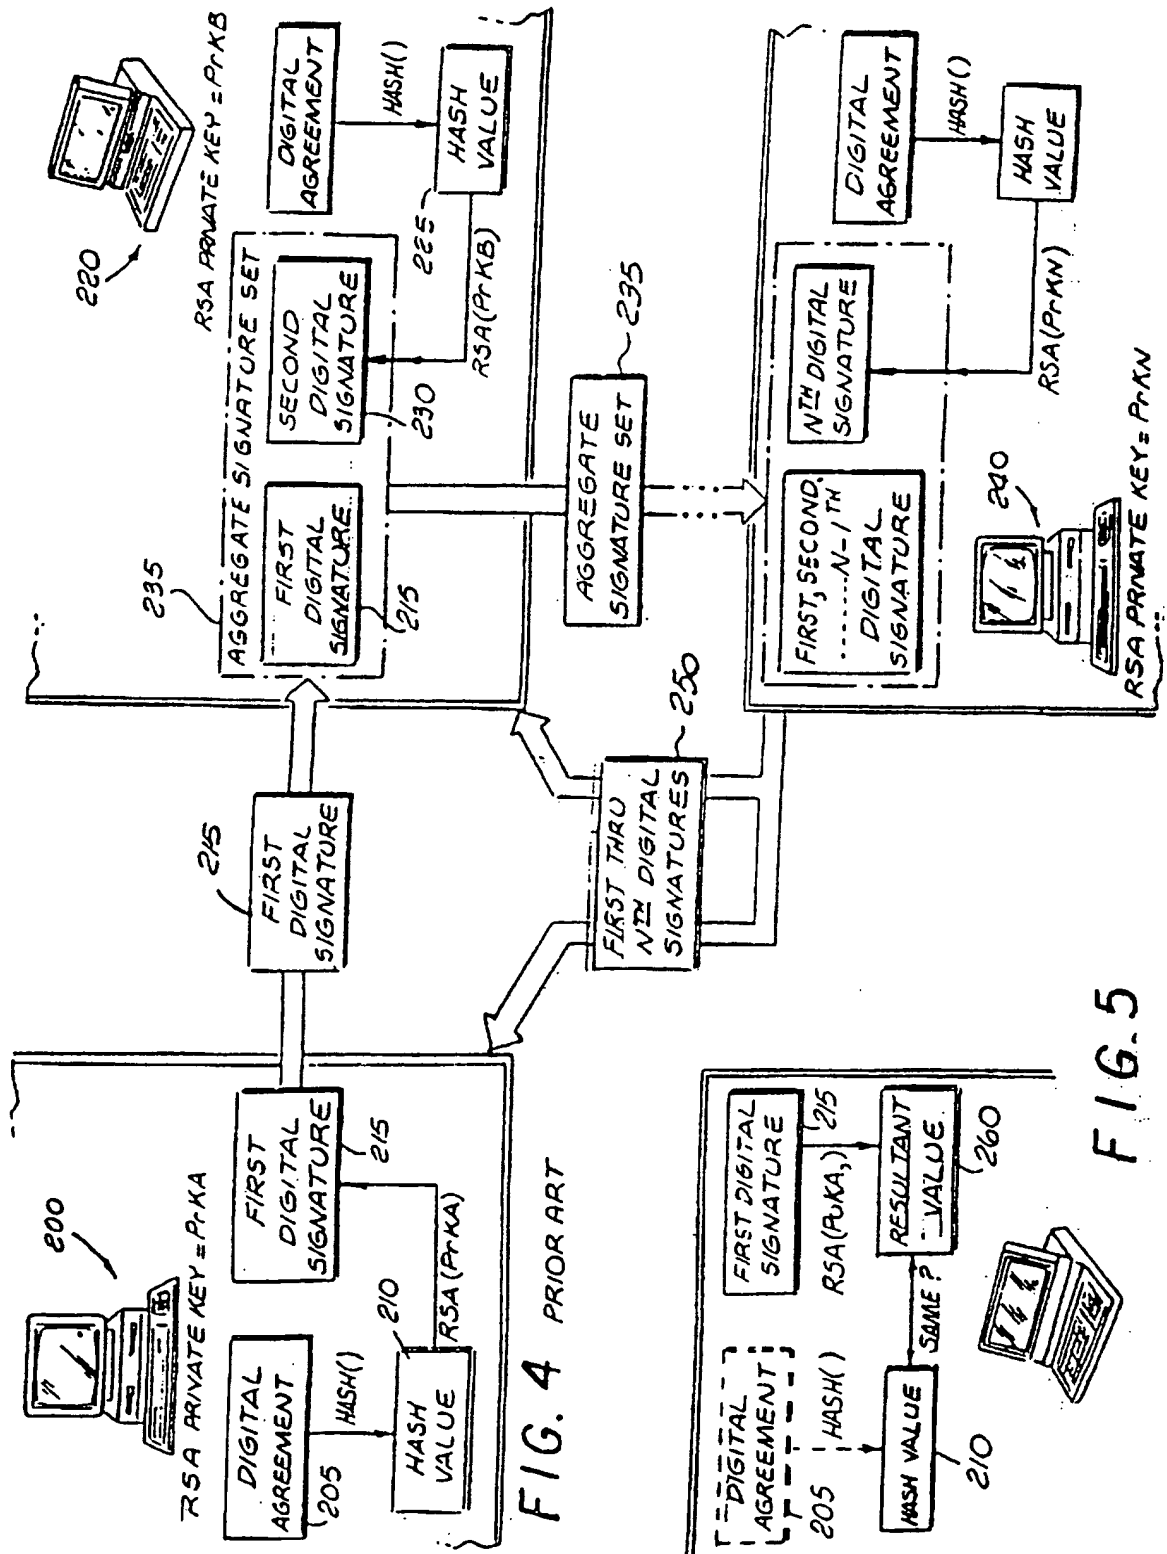 200
RSA PRIVATE KEY = PrKA
DIGITAL
AGREEMENT
205
HASH()
HASH
VALUE
210
RSA (PrKA)
FIRST
DIGITAL
SIGNATURE
215
FIRST
DIGITAL
SIGNATURE
215
220
RSA PRIVATE KEY = PrKB
235
AGGREGATE SIGNATURE SET
FIRST
DIGITAL
SIGNATURE
215
SECOND
DIGITAL
SIGNATURE
230
DIGITAL
AGREEMENT
HASH()
HASH
VALUE
225
RSA(PrKB)
AGGREGATE
SIGNATURE SET
235
FIRST THRU
NTH DIGITAL
SIGNATURES
250
FIRST, SECOND,
........N-1TH
DIGITAL
SIGNATURE
NTH DIGITAL
SIGNATURE
DIGITAL
AGREEMENT
HASH()
HASH
VALUE
RSA(PrKN)
240
RSA PRIVATE KEY = PrKN
FIG. 4 PRIOR ART
DIGITAL
AGREEMENT
205
HASH()
HASH VALUE
210
SAME?
FIRST DIGITAL
SIGNATURE
215
RSA(PUKA,)
RESULTANT
VALUE
260
FIG. 5